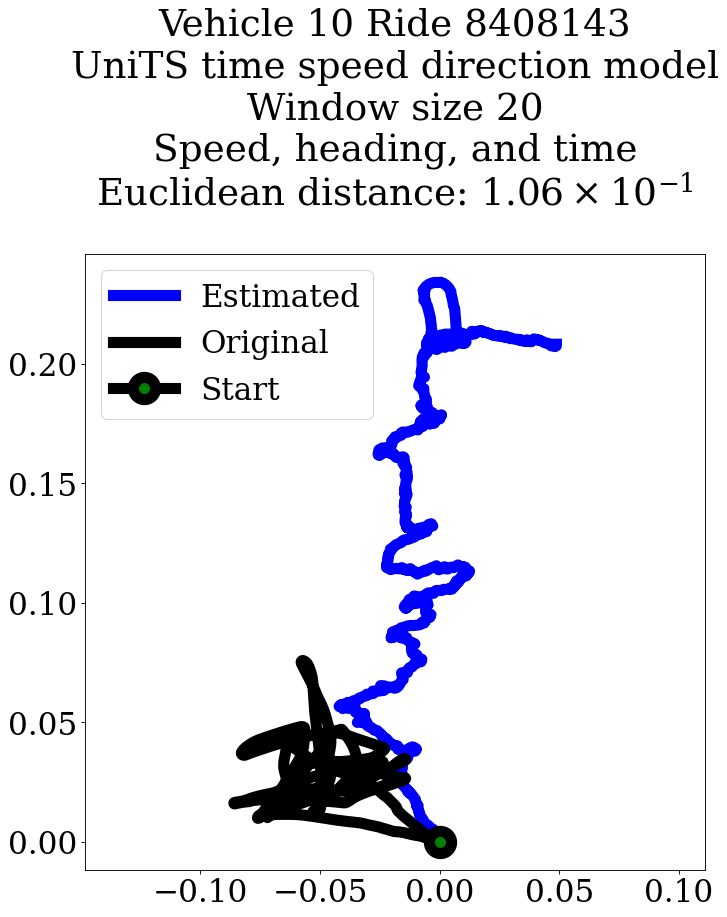 Vehicle 10 Ride 8408143
UniTS time speed direction model
Window size 20
Speed, heading, and time
Euclidean distance: 1.06 × 10⁻¹
Estimated
Original
Start
0.20
0.15
0.10
0.05
0.00
−0.10 −0.05 0.00 0.05 0.10